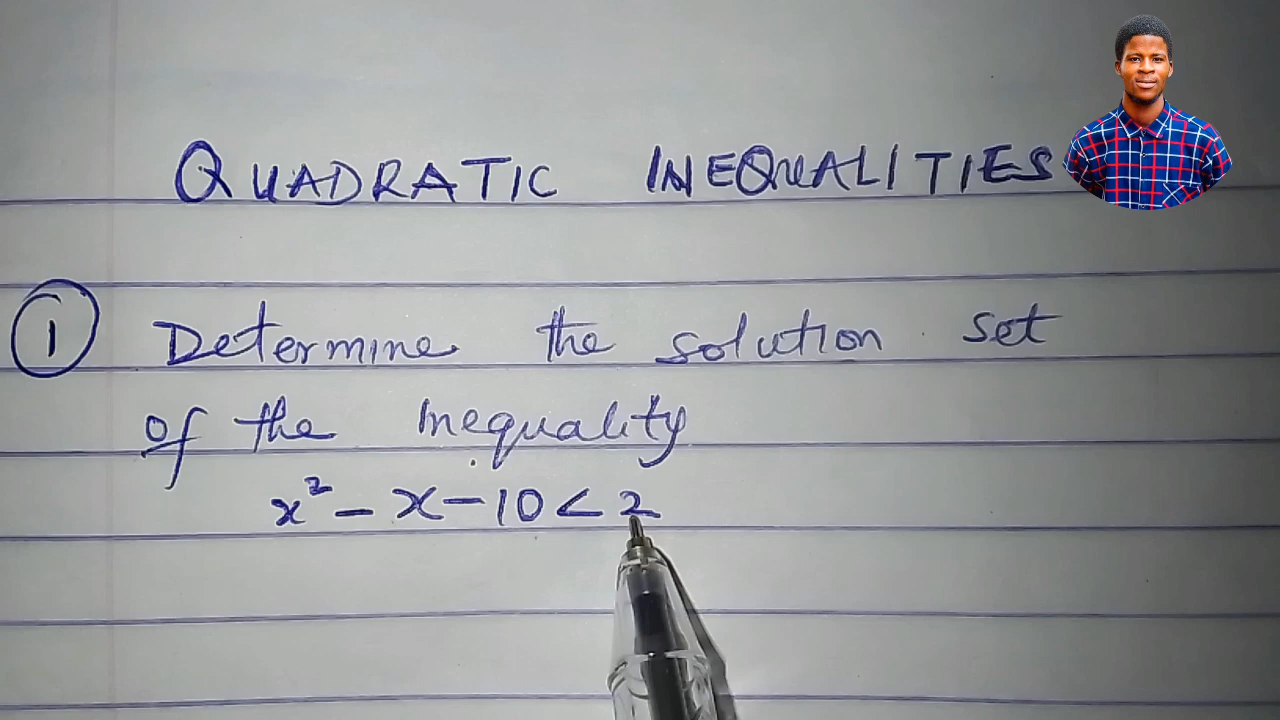 QUADRATIC INEQUALITIES
① Determine the solution set
of the Inequality
x² - x - 10 < 2